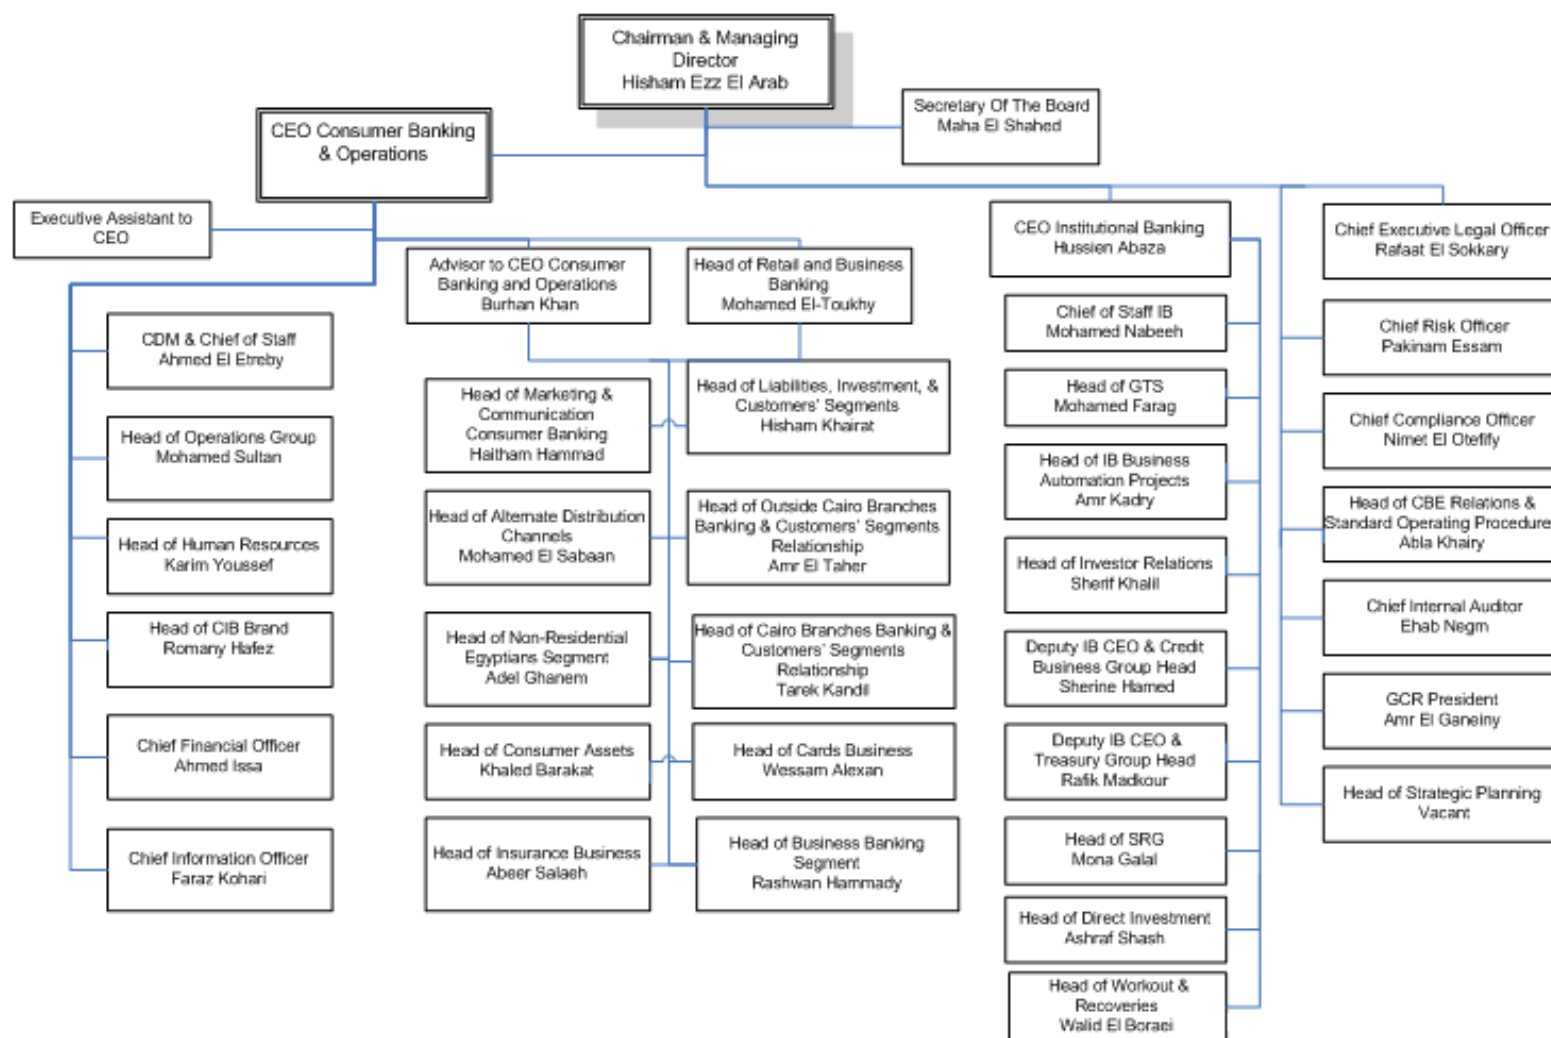 Chairman & Managing
Director
Hisham Ezz El Arab
Secretary Of The Board
Maha El Shahed
CEO Consumer Banking
& Operations
Executive Assistant to
CEO
Advisor to CEO Consumer
Banking and Operations
Burhan Khan
Head of Retail and Business
Banking
Mohamed El-Toukhy
CDM & Chief of Staff
Ahmed El Etreby
Head of Operations Group
Mohamed Sultan
Head of Human Resources
Karim Youssef
Head of CIB Brand
Romany Hafez
Chief Financial Officer
Ahmed Issa
Chief Information Officer
Faraz Kohari
Head of Marketing &
Communication
Consumer Banking
Haitham Hammad
Head of Alternate Distribution
Channels
Mohamed El Sabaan
Head of Non-Residential
Egyptians Segment
Adel Ghanem
Head of Consumer Assets
Khaled Barakat
Head of Insurance Business
Abeer Salaeh
Head of Liabilities, Investment, &
Customers' Segments
Hisham Khairat
Head of Outside Cairo Branches
Banking & Customers' Segments
Relationship
Amr El Taher
Head of Cairo Branches Banking &
Customers' Segments
Relationship
Tarek Kandil
Head of Cards Business
Wessam Alexan
Head of Business Banking
Segment
Rashwan Hammady
CEO Institutional Banking
Hussien Abaza
Chief of Staff IB
Mohamed Nabeeh
Head of GTS
Mohamed Farag
Head of IB Business
Automation Projects
Amr Kadry
Head of Investor Relations
Sherif Khalil
Deputy IB CEO & Credit
Business Group Head
Sherine Hamed
Deputy IB CEO &
Treasury Group Head
Rafik Madkour
Head of SRG
Mona Galal
Head of Direct Investment
Ashraf Shash
Head of Workout &
Recoveries
Walid El Boraei
Chief Executive Legal Officer
Rafaat El Sokkary
Chief Risk Officer
Pakinam Essam
Chief Compliance Officer
Nimet El Otefify
Head of CBE Relations &
Standard Operating Procedure
Abla Khairy
Chief Internal Auditor
Ehab Negm
GCR President
Amr El Ganeiny
Head of Strategic Planning
Vacant